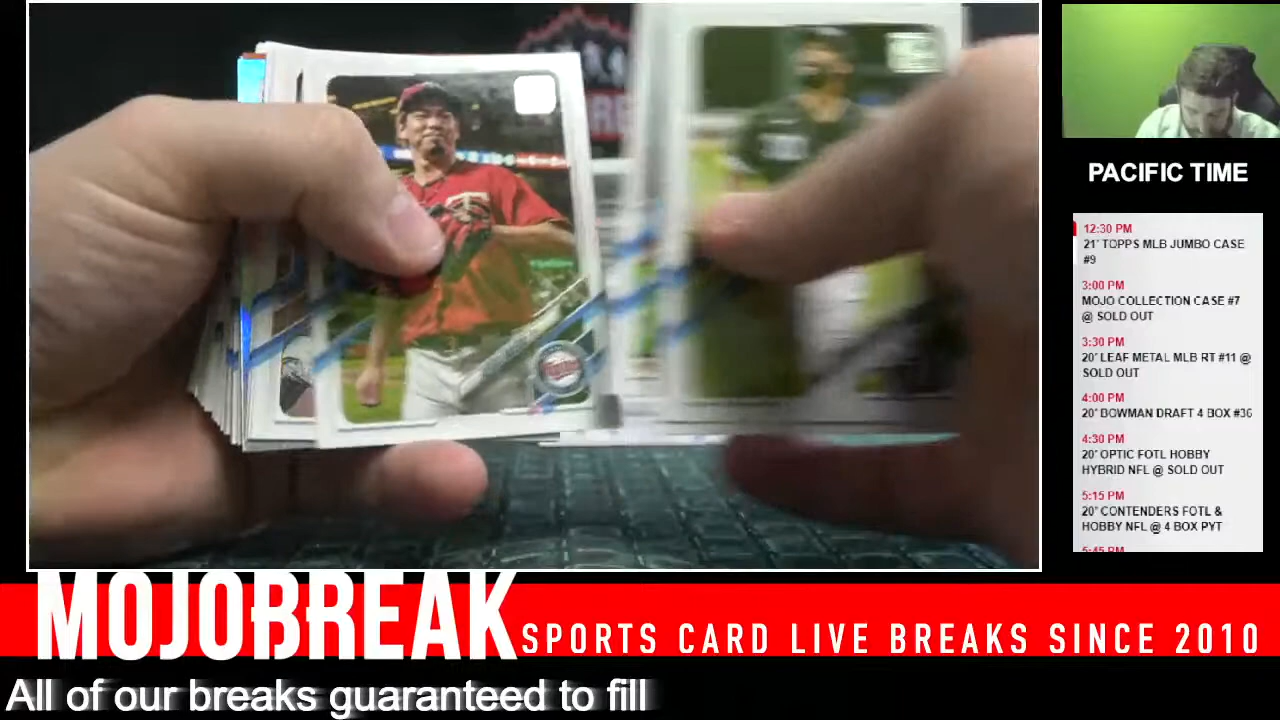 PACIFIC TIME
12:30 PM
21' TOPPS MLB JUMBO CASE
#9
3:00 PM
MOJO COLLECTION CASE #7
@ SOLD OUT
3:30 PM
20' LEAF METAL MLB RT #11 @
SOLD OUT
4:00 PM
20' BOWMAN DRAFT 4 BOX #36
4:30 PM
20' OPTIC FOTL HOBBY
HYBRID NFL @ SOLD OUT
5:15 PM
20' CONTENDERS FOTL &
HOBBY NFL @ 4 BOX PYT
5:45 PM
MOJOBREAK
SPORTS CARD LIVE BREAKS SINCE 2010
All of our breaks guaranteed to fill